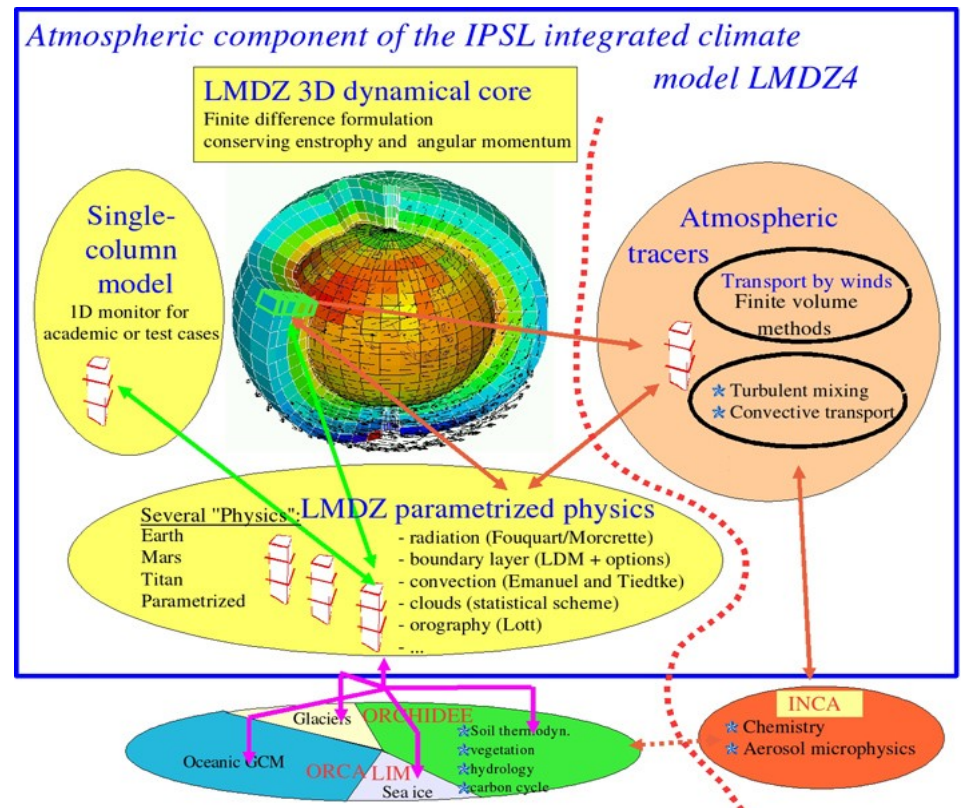 Atmospheric component of the IPSL integrated climate
model LMDZ4
LMDZ 3D dynamical core
Finite difference formulation
conserving enstrophy and angular momentum
Single-
column
model
1D monitor for
academic or test cases
Atmospheric
tracers
Transport by winds
Finite volume
methods
Turbulent mixing
Convective transport
LMDZ parametrized physics
Several "Physics":
Earth
Mars
Titan
Parametrized
- radiation (Fouquart/Morcrette)
- boundary layer (LDM + options)
- convection (Emanuel and Tiedtke)
- clouds (statistical scheme)
- orography (Lott)
- ...
Glaciers
ORCHIDEE
Soil thermodyn.
vegetation
hydrology
carbon cycle
Oceanic GCM
ORCA LIM
Sea ice
INCA
Chemistry
Aerosol microphysics